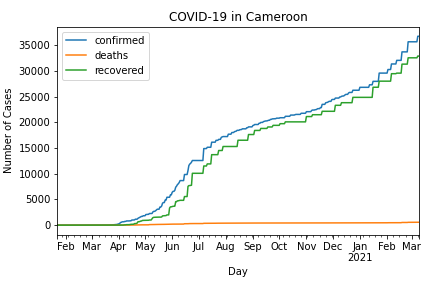 COVID-19 in Cameroon
confirmed
deaths
recovered
Number of Cases
35000
30000
25000
20000
15000
10000
5000
0
Feb Mar Apr May Jun Jul Aug Sep Oct Nov Dec Jan Feb Mar
2021
Day